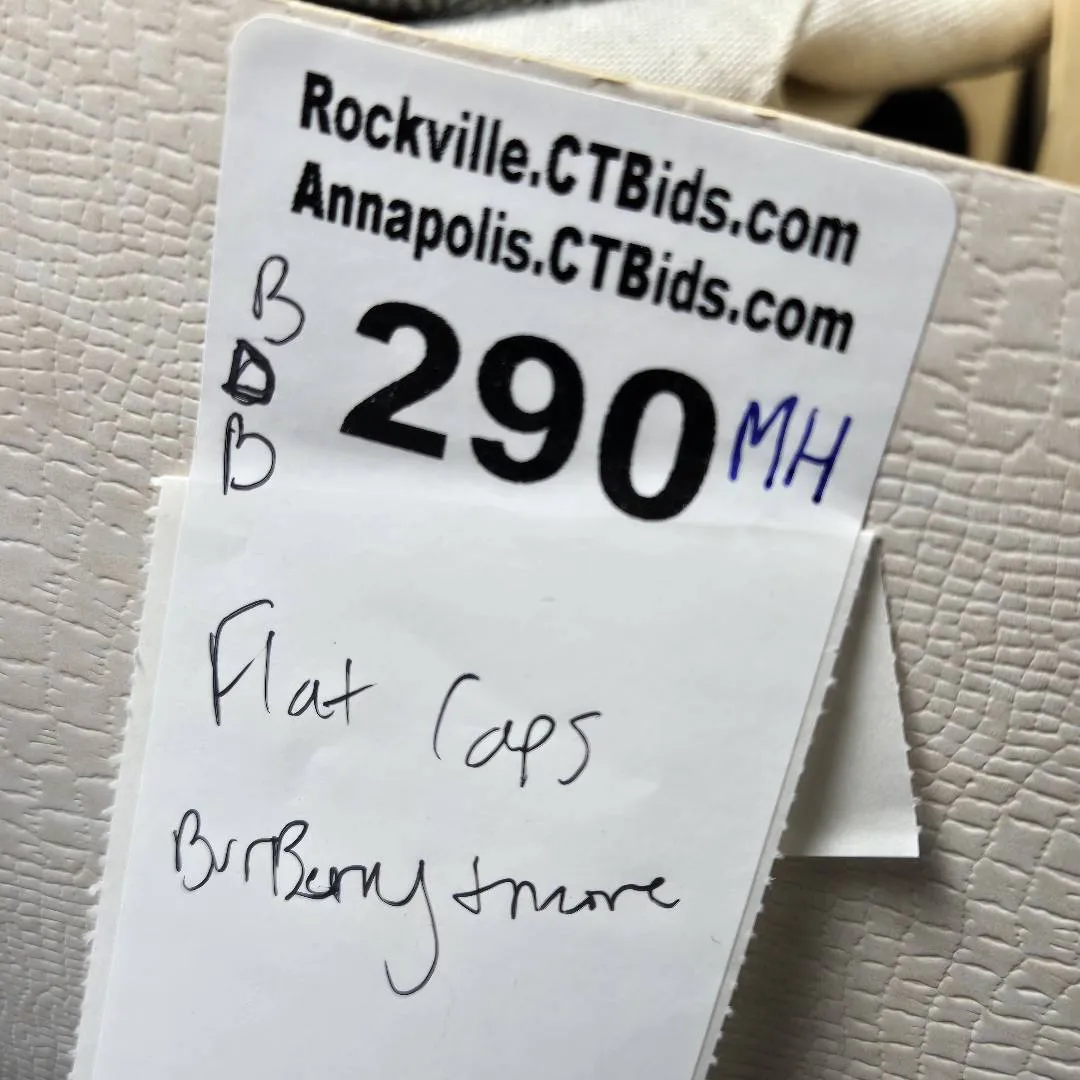 Rockville.CTBids.com
Annapolis.CTBids.com
B
D
B
290 MH
Flat Caps
BurBerry + more